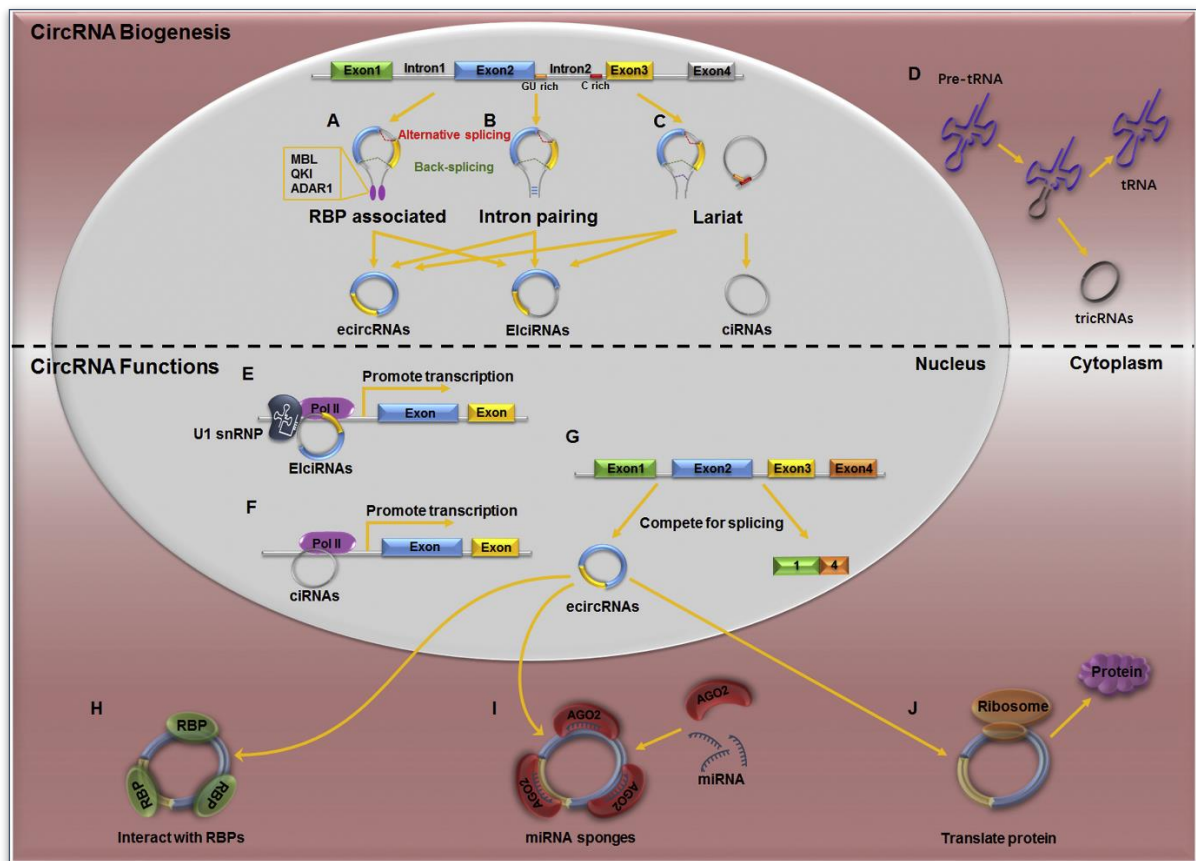 CircRNA Biogenesis
Exon1 Intron1 Exon2 Intron2 Exon3 Exon4
GU rich C rich
A
B
C
Alternative splicing
Back-splicing
MBL
QKI
ADAR1
RBP associated
Intron pairing
Lariat
ecircRNAs
ElciRNAs
ciRNAs
D
Pre-tRNA
tRNA
tricRNAs
CircRNA Functions
Nucleus
Cytoplasm
E
Promote transcription
Pol II
Exon Exon
U1 snRNP
ElciRNAs
F
Promote transcription
Pol II
Exon Exon
ciRNAs
G
Exon1 Exon2 Exon3 Exon4
Compete for splicing
1 4
ecircRNAs
H
RBP
RBP
RBP
Interact with RBPs
I
AGO2
AGO2
AGO2
AGO2
miRNA
miRNA sponges
J
Ribosome
Protein
Translate protein